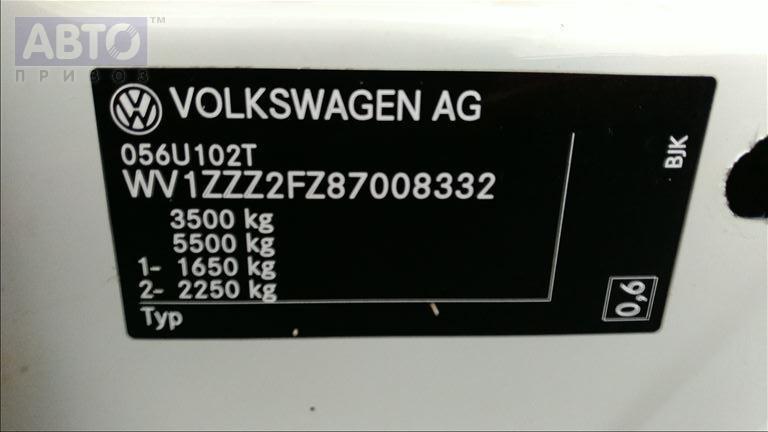 АВТО™
ПРИВОЗ
VOLKSWAGEN AG
056U102T
WV1ZZZ2FZ87008332
3500 kg
5500 kg
1- 1650 kg
2- 2250 kg
Typ
BJK
0,6